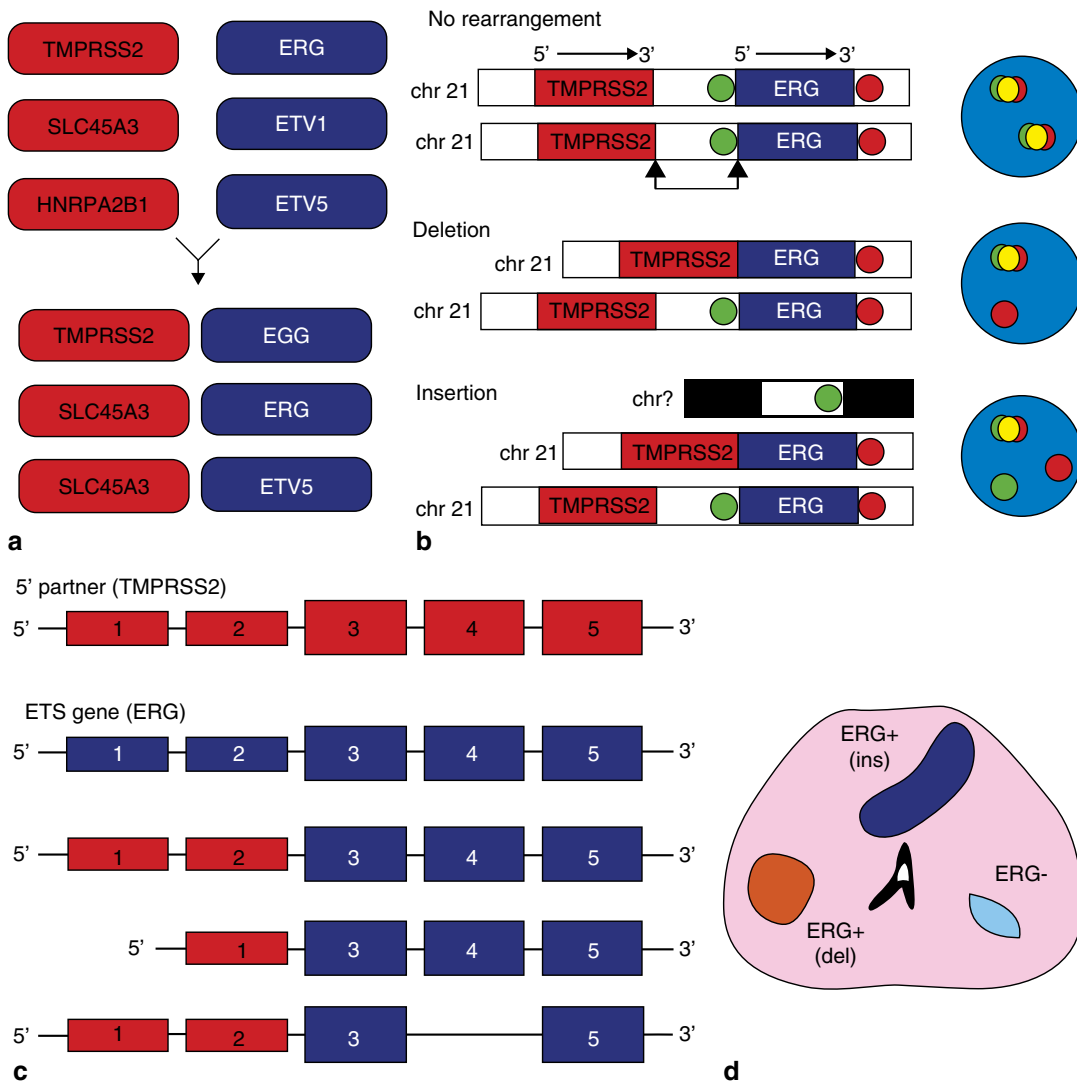 TMPRSS2 ERG
SLC45A3 ETV1
HNRPA2B1 ETV5
TMPRSS2 EGG
SLC45A3 ERG
SLC45A3 ETV5
a
No rearrangement
5’ 3’ 5’ 3’
chr 21 TMPRSS2 ERG
chr 21 TMPRSS2 ERG
Deletion
chr 21 TMPRSS2 ERG
chr 21 TMPRSS2 ERG
Insertion
chr?
chr 21 TMPRSS2 ERG
chr 21 TMPRSS2 ERG
b
5’ partner (TMPRSS2)
5’ 1 2 3 4 5 3’
ETS gene (ERG)
5’ 1 2 3 4 5 3’
5’ 1 2 3 4 5 3’
5’ 1 3 4 5 3’
5’ 1 2 3 5 3’
c
ERG+
(ins)
ERG-
ERG+
(del)
d